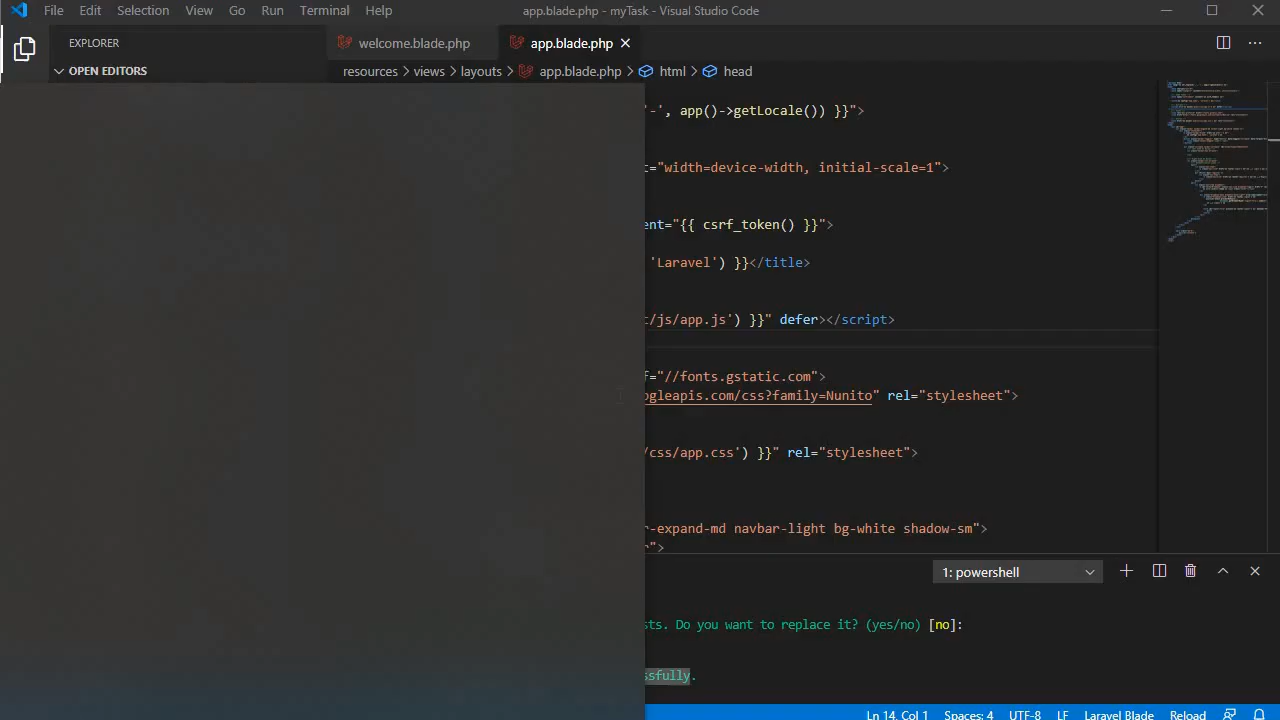 File Edit Selection View Go Run Terminal Help app.blade.php - myTask - Visual Studio Code
EXPLORER welcome.blade.php app.blade.php
OPEN EDITORS resources > views > layouts > app.blade.php > html > head
'-', app()->getLocale()) }}">
t="width=device-width, initial-scale=1">
ent="{{ csrf_token() }}">
'Laravel') }}</title>
t/js/app.js') }}" defer></script>
f="//fonts.gstatic.com">
ogleapis.com/css?family=Nunito" rel="stylesheet">
/css/app.css') }}" rel="stylesheet">
r-expand-md navbar-light bg-white shadow-sm">
r">
1: powershell
sts. Do you want to replace it? (yes/no) [no]:
ssfully.
Ln 14, Col 1 Spaces: 4 UTF-8 LF Laravel Blade Reload